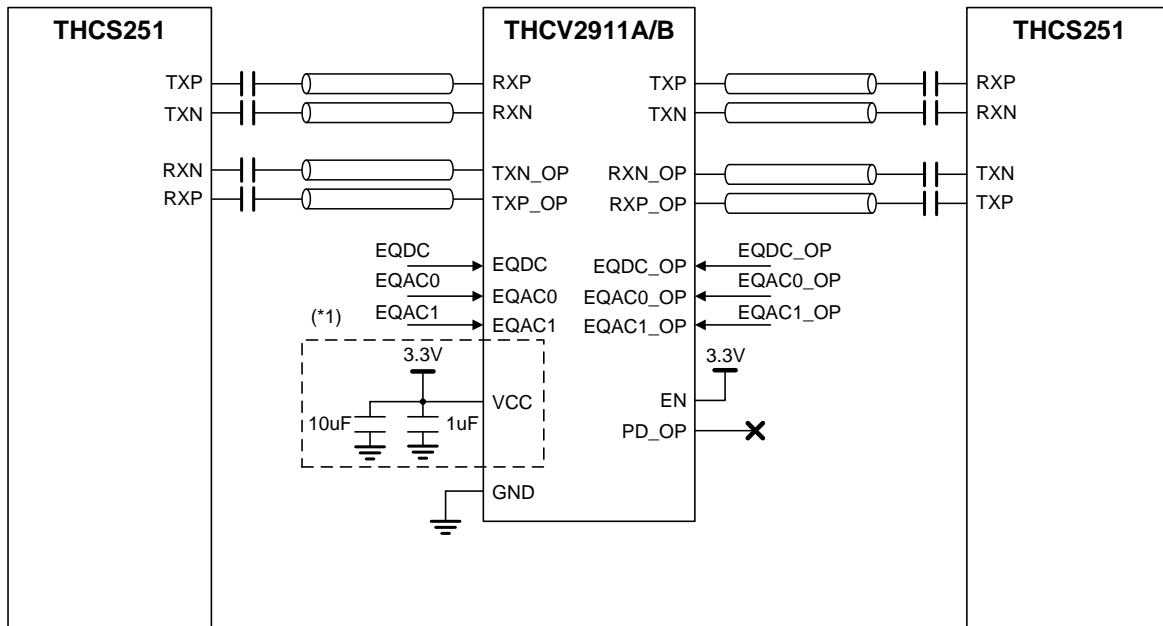 THCS251 THCV2911A/B THCS251
TXP RXP TXP RXP
TXN RXN TXN RXN
RXN TXN_OP RXN_OP TXN
RXP TXP_OP RXP_OP TXP
EQDC EQDC EQDC_OP EQDC_OP
EQAC0 EQAC0 EQAC0_OP EQAC0_OP
EQAC1 EQAC1 EQAC1_OP EQAC1_OP
(*1)
3.3V 3.3V
VCC EN
10uF 1uF PD_OP
GND